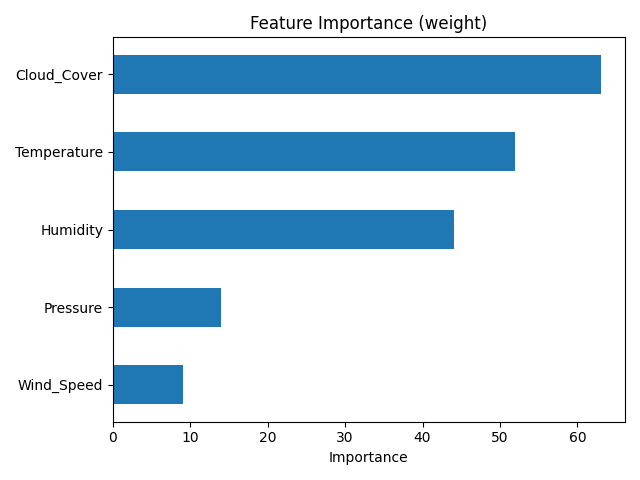 Feature Importance (weight)
Cloud_Cover
Temperature
Humidity
Pressure
Wind_Speed
0 10 20 30 40 50 60
Importance